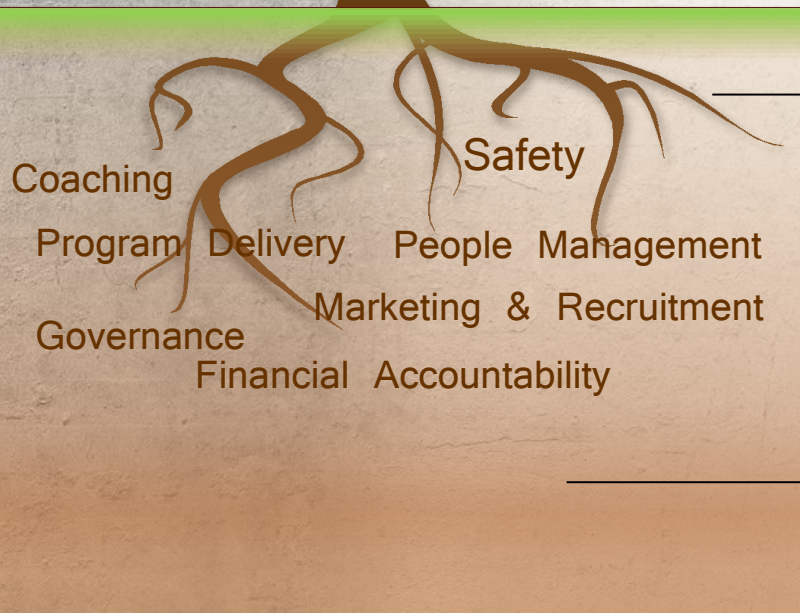 Safety
Coaching
Program Delivery
People Management
Marketing & Recruitment
Governance
Financial Accountability